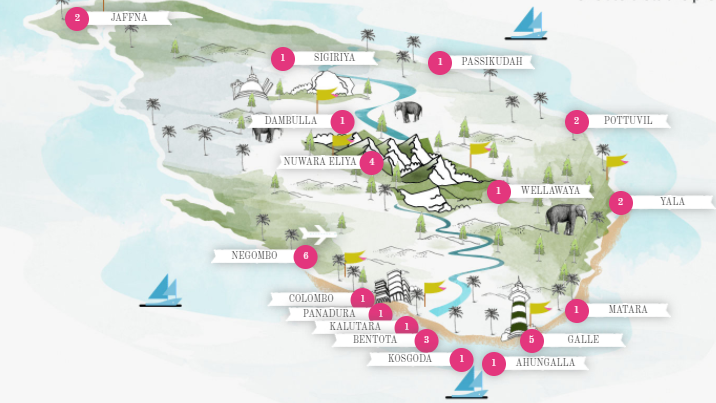 2 JAFFNA
1 SIGIRIYA
1 PASSIKUDAH
DAMBULLA 1
2 POTTUVIL
NUWARA ELIYA 4
1 WELLAWAYA
2 YALA
NEGOMBO 6
COLOMBO 1
PANADURA 1
1 MATARA
KALUTARA 1
BENTOTA 3
5 GALLE
KOSGODA 1
1 AHUNGALLA